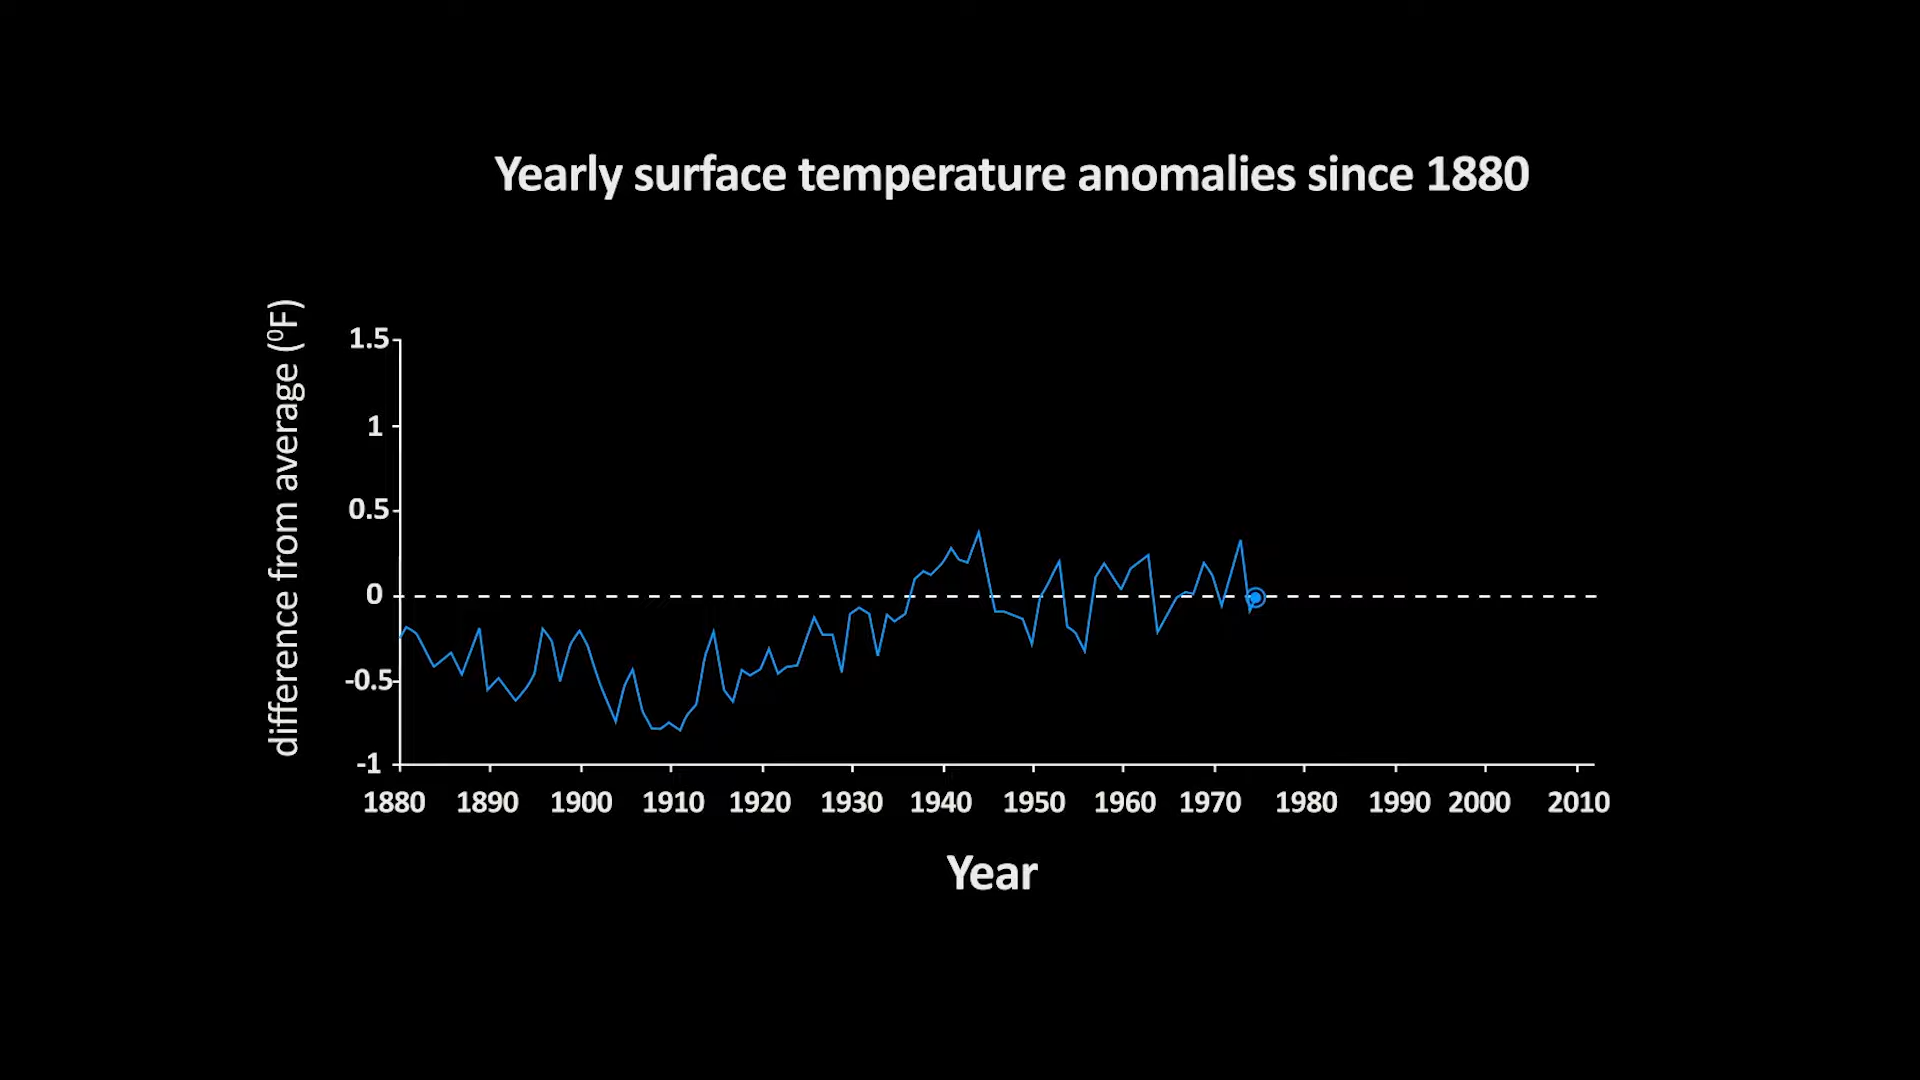 Yearly surface temperature anomalies since 1880
difference from average (⁰F)
1.5
1
0.5
0
-0.5
-1
1880 1890 1900 1910 1920 1930 1940 1950 1960 1970 1980 1990 2000 2010
Year